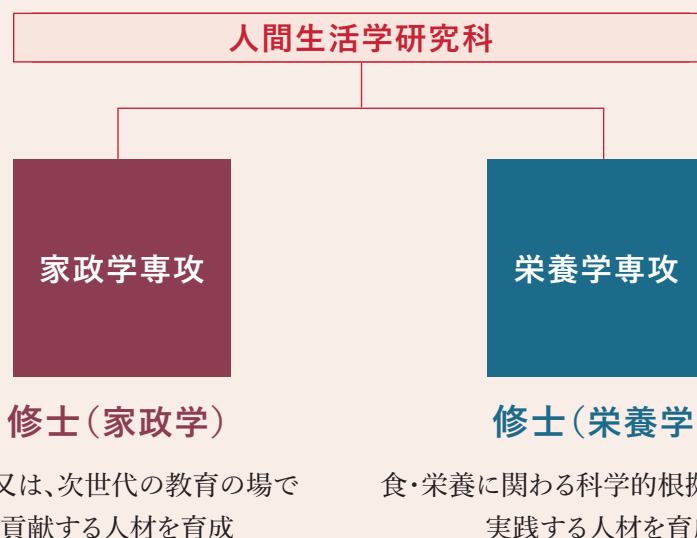 人間生活学研究科
家政学専攻
栄養学専攻
修士（家政学）
修士（栄養学
又は、次世代の教育の場で
貢献する人材を育成
食・栄養に関わる科学的根拠
実践する人材を育成